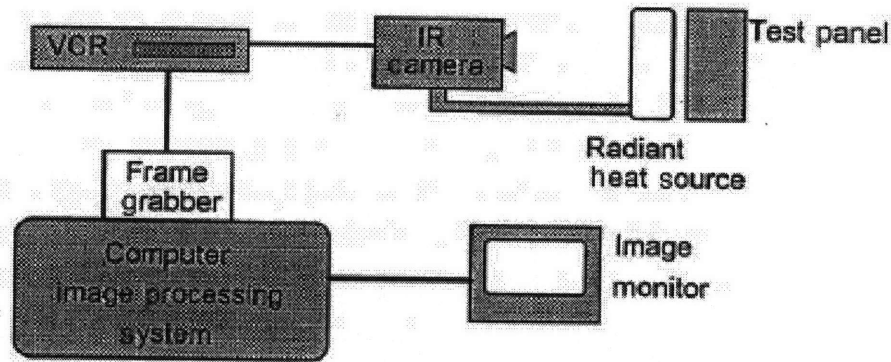 VCR
IR
camera
Test panel
Radiant
heat source
Frame
grabber
Computer
image processing
system
Image
monitor